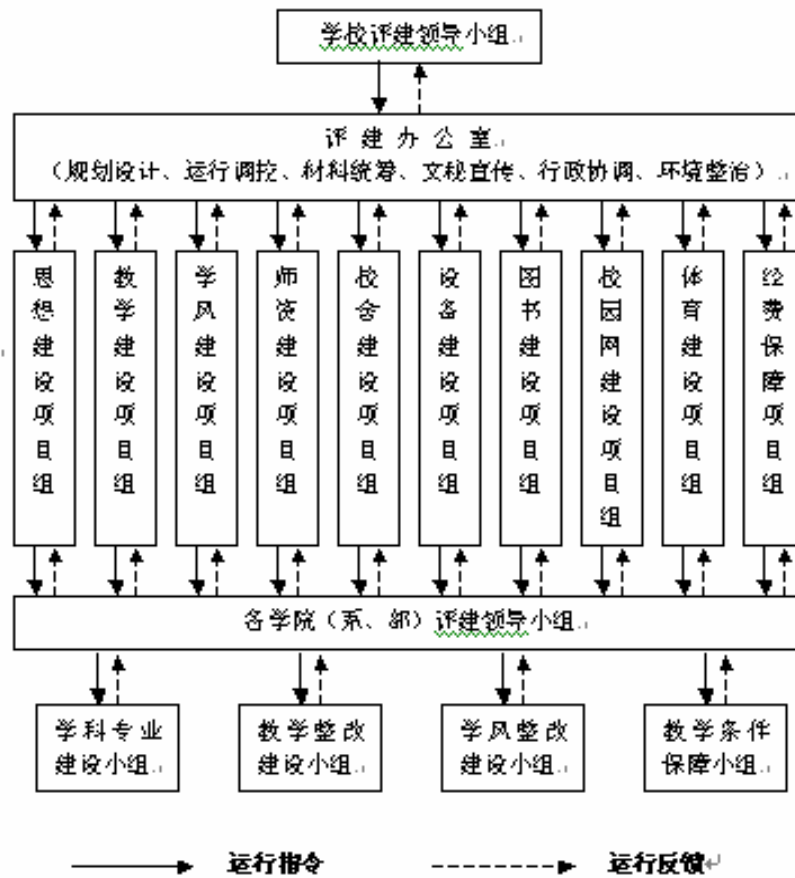 学校评建领导小组
评建办公室
（规划设计、运行调控、材料统筹、文秘宣传、行政协调、环境整治）
思想建设项目组
教学建设项目组
学风建设项目组
师资建设项目组
校舍建设项目组
设备建设项目组
图书建设项目组
校园网建设项目组
体育建设项目组
经费保障项目组
各学院（系、部）评建领导小组
学科专业
建设小组
教学整改
建设小组
学风整改
建设小组
教学条件
保障小组
运行指令
运行反馈